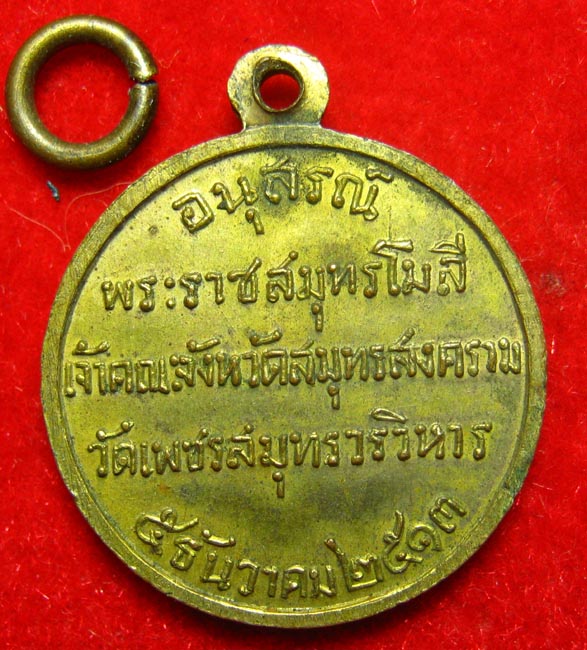 อนุสรณ์
พระราชสมุทรโมลี
เจ้าคณะจังหวัดสมุทรสงคราม
วัดเพชรสมุทรวรวิหาร
๕ ธันวาคม ๒๕๑๓